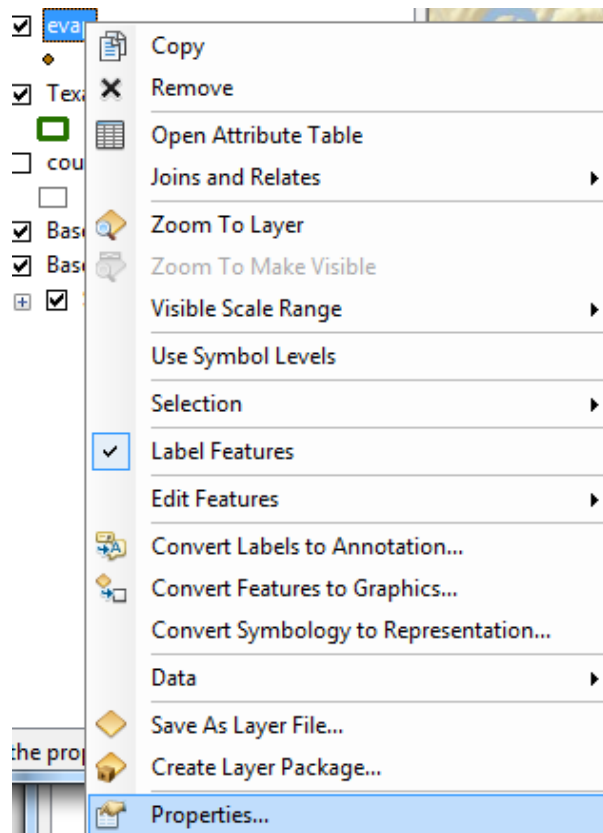 evap
Copy
Texa
Remove
Open Attribute Table
cou
Joins and Relates
Base
Zoom To Layer
Base
Zoom To Make Visible
Visible Scale Range
Use Symbol Levels
Selection
Label Features
Edit Features
Convert Labels to Annotation...
Convert Features to Graphics...
Convert Symbology to Representation...
Data
Save As Layer File...
the prop
Create Layer Package...
Properties...